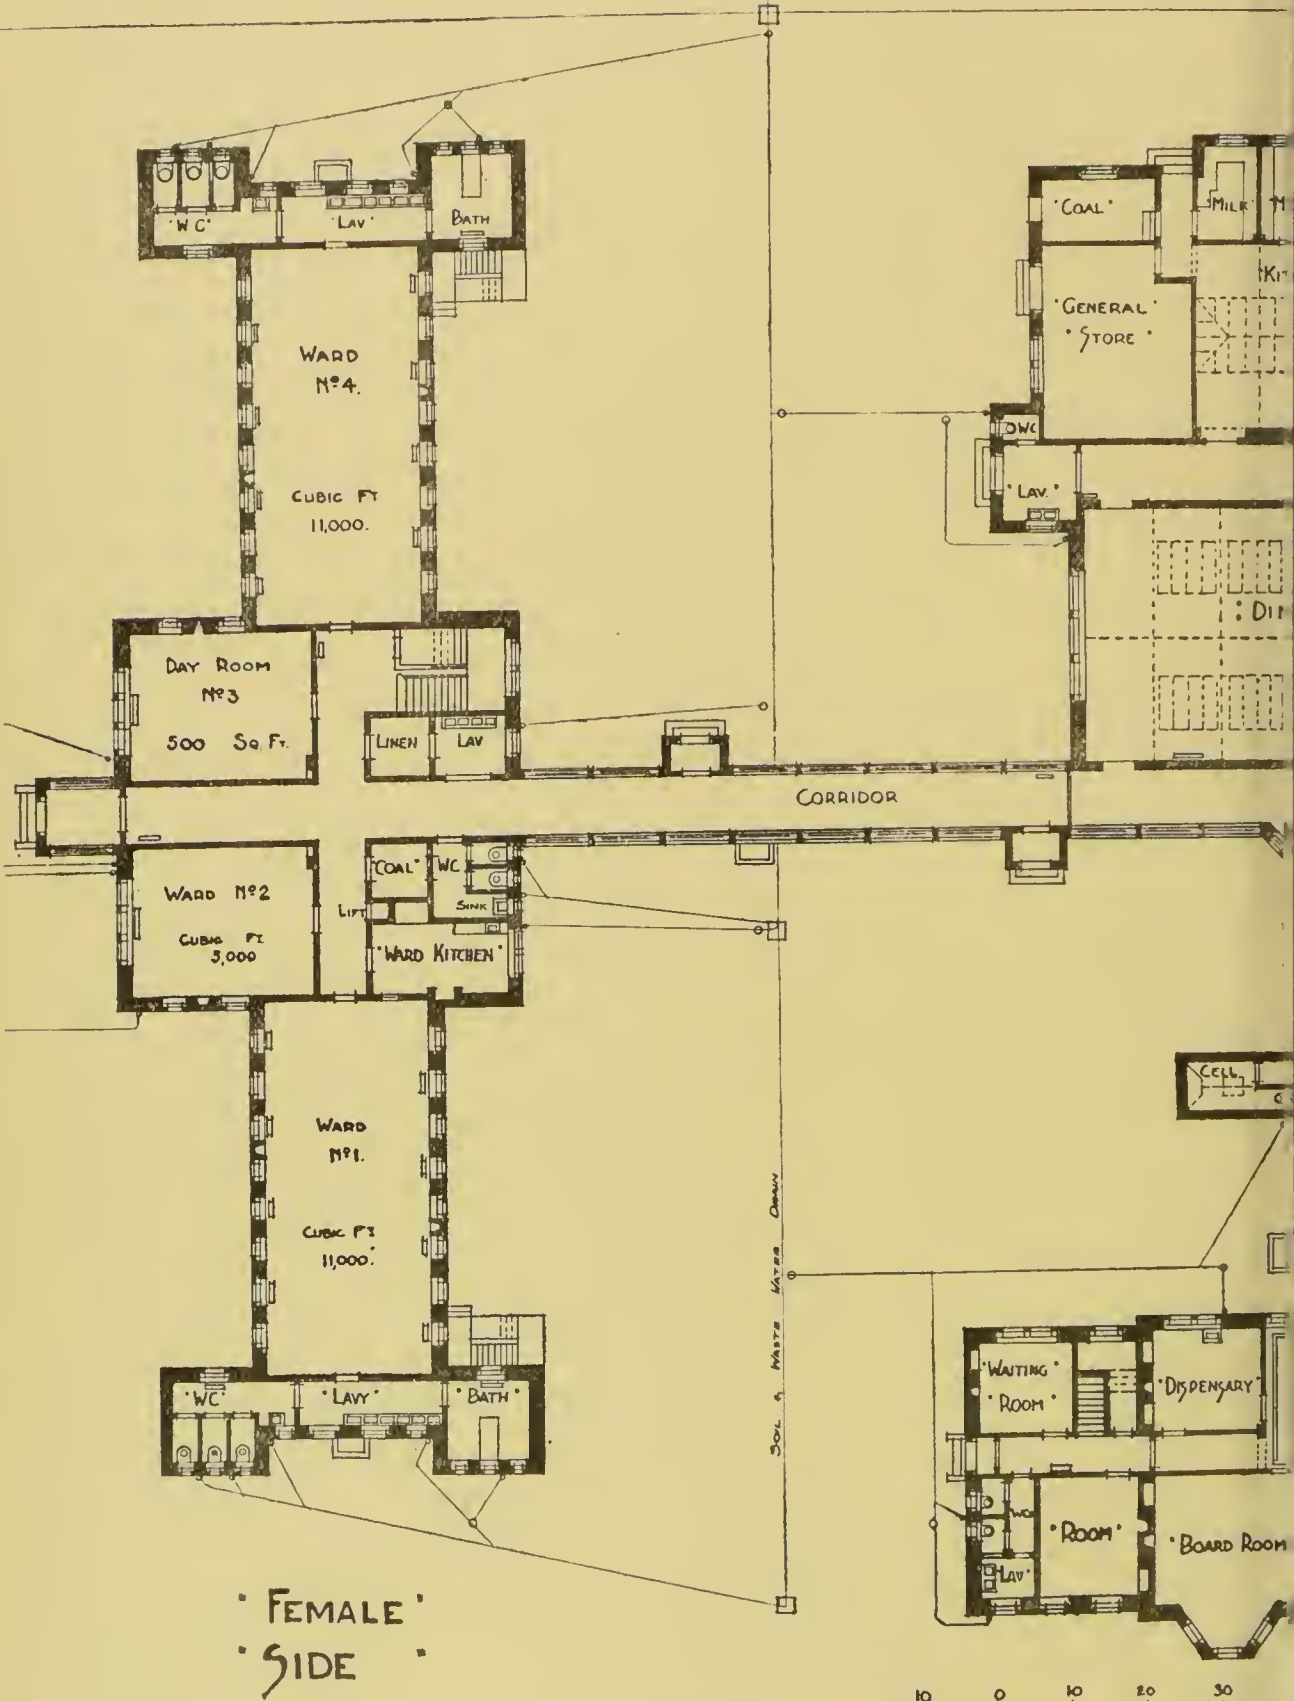 WC
LAV
BATH
WARD
Nº4.
CUBIC FT
11,000.
COAL
MILK
GENERAL
STORE
WC
LAV.
DAY ROOM
Nº3
500 SQ. FT.
LINEN
LAV
CORRIDOR
WARD Nº2
CUBIC FT
5,000
COAL
WC
SINK
LIFT
WARD KITCHEN
WARD
Nº1.
CUBIC FT
11,000.
CELL
SOIL & WASTE WATER DRAIN
WC
LAVY
BATH
WAITING
ROOM
DISPENSARY
ROOM
BOARD ROOM
LAV
FEMALE
SIDE
10 0 10 20 30